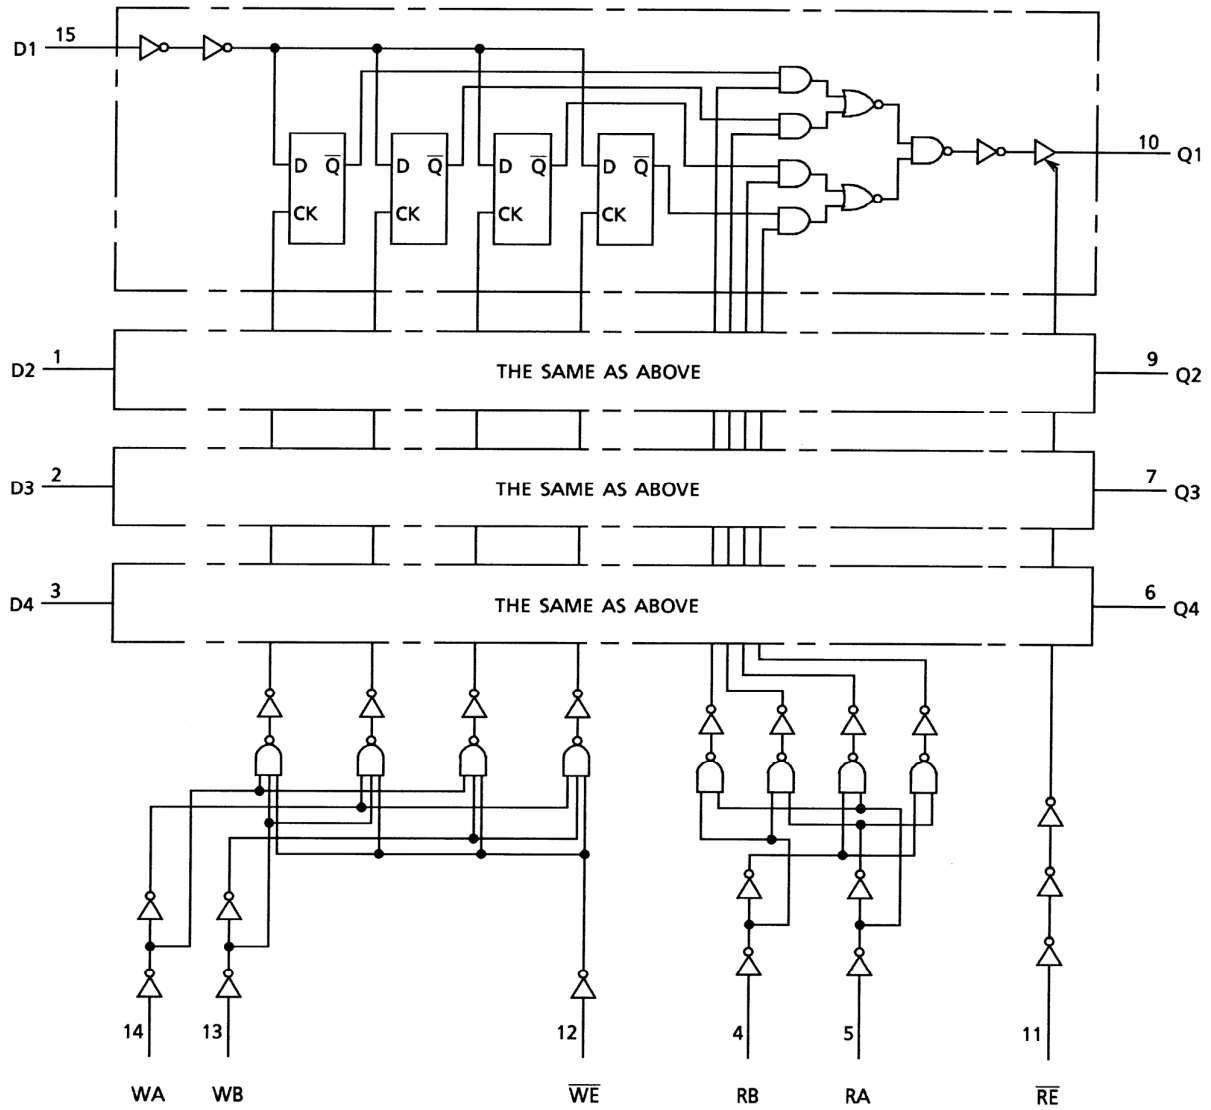 D1 15
D Q̅ D Q̅ D Q̅ D Q̅
CK CK CK CK
10 Q1
D2 1 THE SAME AS ABOVE 9 Q2
D3 2 THE SAME AS ABOVE 7 Q3
D4 3 THE SAME AS ABOVE 6 Q4
14 13 12 4 5 11
WA WB W̅E̅ RB RA R̅E̅